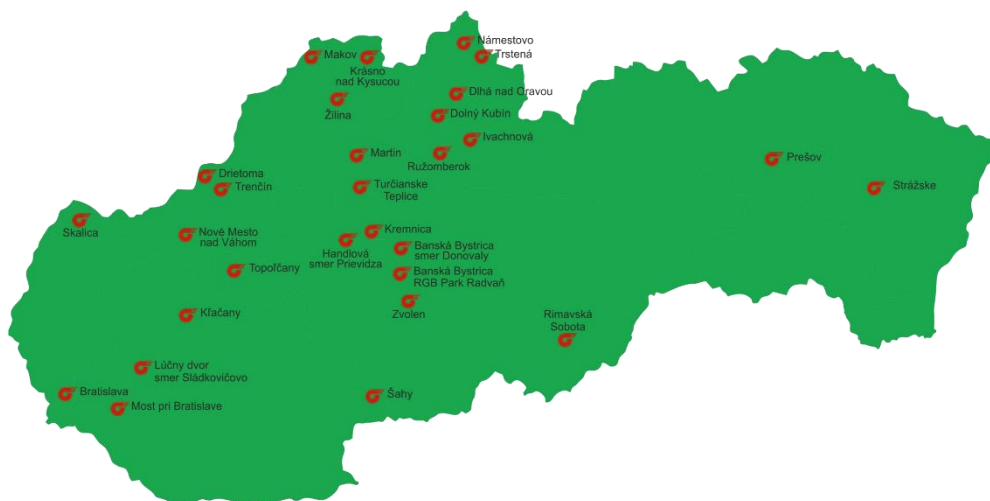 Námestovo
Makov
Trstená
Krásno
nad Kysucou
Dlhá nad Oravou
Žilina
Dolný Kubín
Ivachnová
Martin
Ružomberok
Prešov
Drietoma
Trenčín
Turčianske
Teplice
Strážske
Skalica
Nové Mesto
nad Váhom
Kremnica
Handlová
smer Prievidza
Banská Bystrica
smer Donovaly
Topoľčany
Banská Bystrica
RGB Park Radvaň
Zvolen
Kľačany
Rimavská
Sobota
Lúčny dvor
smer Sládkovičovo
Bratislava
Šahy
Most pri Bratislave